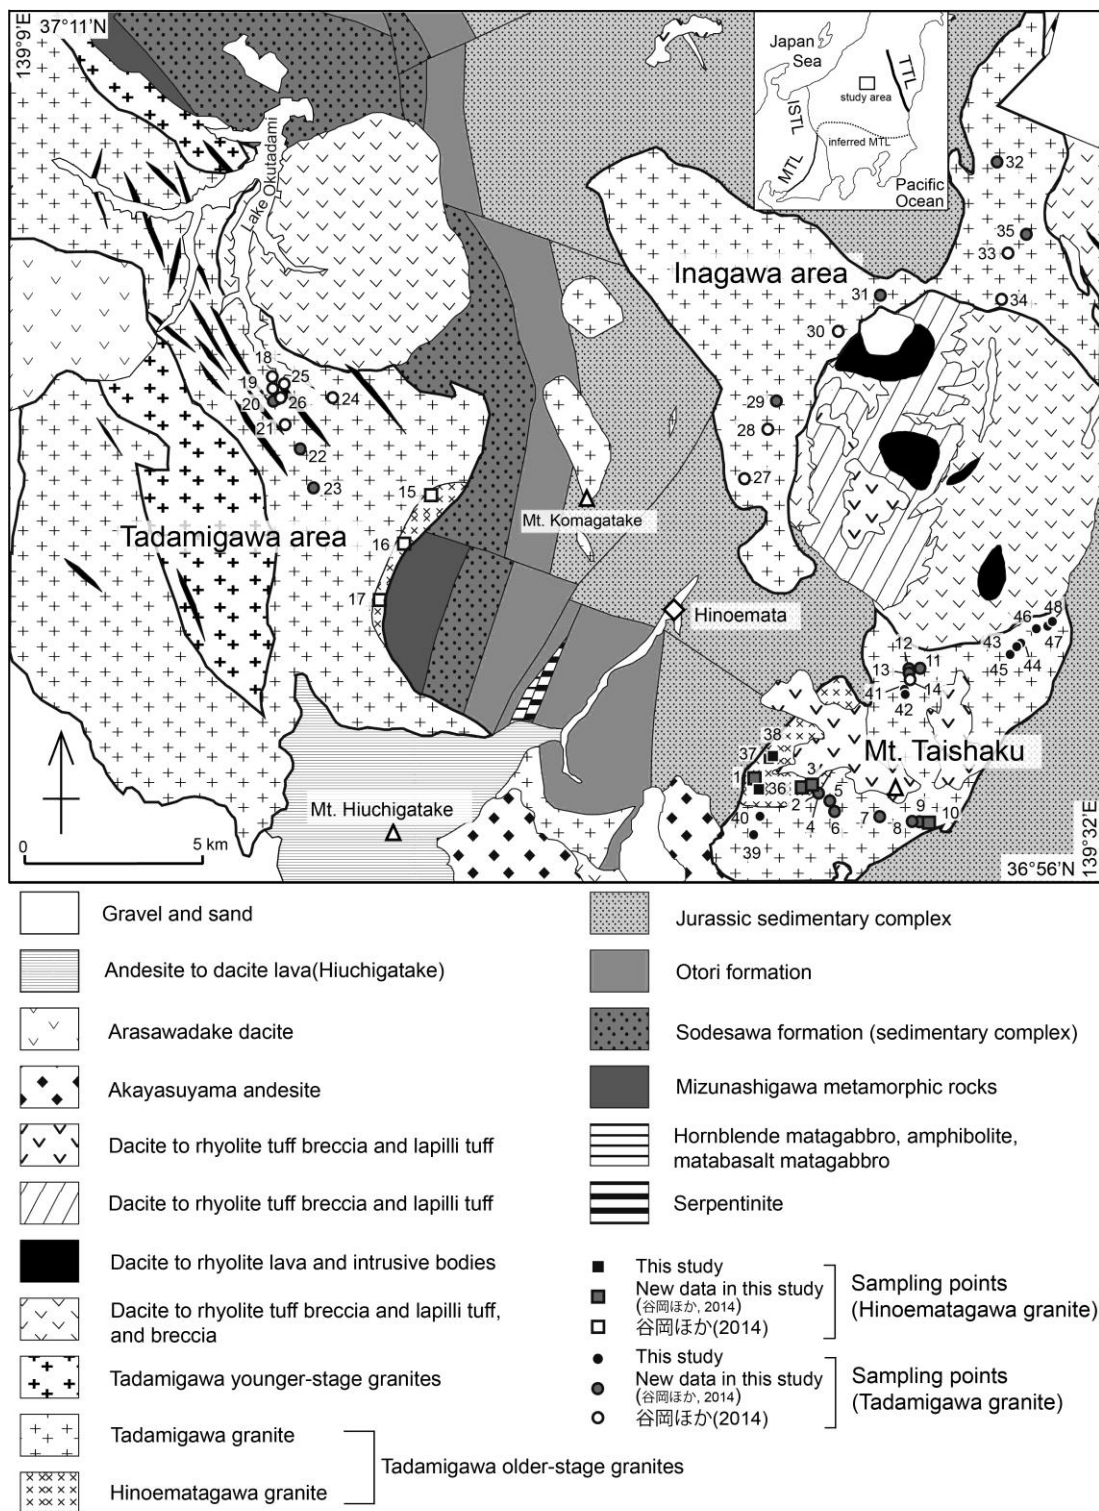 37°11'N
139°9'E
Japan
Sea
TTL
study area
ISTL
inferred MTL
MTL
Pacific
Ocean
Lake Okutadami
32
35
33
34
Inagawa area
31
30
29
28
27
18
25
19
20
26
24
21
22
23
15
Tadamigawa area
16
17
Mt. Komagatake
Hinoemata
48
46
47
43
44
45
12
11
13
14
41
42
38
37
Mt. Taishaku
1
36
3
2
5
4
6
7
8
9
10
40
39
Mt. Hiuchigatake
0
5 km
36°56'N
139°32'E
Gravel and sand
Andesite to dacite lava(Hiuchigatake)
Arasawadake dacite
Akayasuyama andesite
Dacite to rhyolite tuff breccia and lapilli tuff
Dacite to rhyolite tuff breccia and lapilli tuff
Dacite to rhyolite lava and intrusive bodies
Dacite to rhyolite tuff breccia and lapilli tuff,
and breccia
Tadamigawa younger-stage granites
Tadamigawa granite
Hinoematagawa granite
Tadamigawa older-stage granites
Jurassic sedimentary complex
Otori formation
Sodesawa formation (sedimentary complex)
Mizunashigawa metamorphic rocks
Hornblende matagabbro, amphibolite,
matabasalt matagabbro
Serpentinite
This study
New data in this study
(谷岡ほか, 2014)
谷岡ほか(2014)
Sampling points
(Hinoematagawa granite)
This study
New data in this study
(谷岡ほか, 2014)
谷岡ほか(2014)
Sampling points
(Tadamigawa granite)